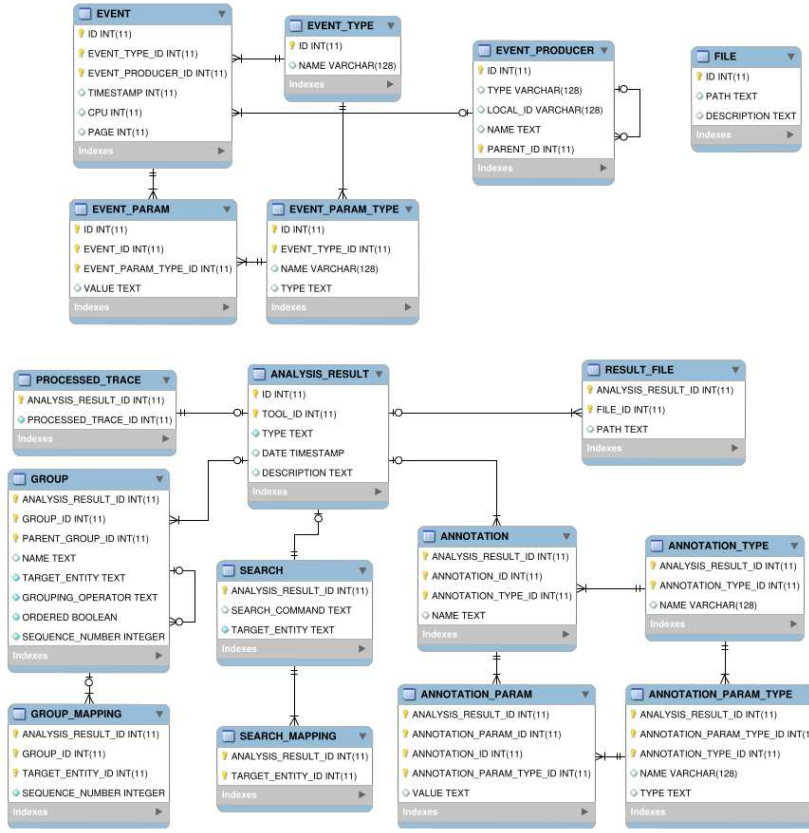 EVENT
ID INT(11)
EVENT_TYPE_ID INT(11)
EVENT_PRODUCER_ID INT(11)
TIMESTAMP INT(11)
CPU INT(11)
PAGE INT(11)
Indexes
EVENT_TYPE
ID INT(11)
NAME VARCHAR(128)
Indexes
EVENT_PRODUCER
ID INT(11)
TYPE VARCHAR(128)
LOCAL_ID VARCHAR(128)
NAME TEXT
PARENT_ID INT(11)
Indexes
FILE
ID INT(11)
PATH TEXT
DESCRIPTION TEXT
Indexes
EVENT_PARAM
ID INT(11)
EVENT_ID INT(11)
EVENT_PARAM_TYPE_ID INT(11)
VALUE TEXT
Indexes
EVENT_PARAM_TYPE
ID INT(11)
EVENT_TYPE_ID INT(11)
NAME VARCHAR(128)
TYPE TEXT
Indexes
PROCESSED_TRACE
ANALYSIS_RESULT_ID INT(11)
PROCESSED_TRACE_ID INT(11)
Indexes
ANALYSIS_RESULT
ID INT(11)
TOOL_ID INT(11)
TYPE TEXT
DATE TIMESTAMP
DESCRIPTION TEXT
Indexes
RESULT_FILE
ANALYSIS_RESULT_ID INT(11)
FILE_ID INT(11)
PATH TEXT
Indexes
GROUP
ANALYSIS_RESULT_ID INT(11)
GROUP_ID INT(11)
PARENT_GROUP_ID INT(11)
NAME TEXT
TARGET_ENTITY TEXT
GROUPING_OPERATOR TEXT
ORDERED BOOLEAN
SEQUENCE_NUMBER INTEGER
Indexes
SEARCH
ANALYSIS_RESULT_ID INT(11)
SEARCH_COMMAND TEXT
TARGET_ENTITY TEXT
Indexes
ANNOTATION
ANALYSIS_RESULT_ID INT(11)
ANNOTATION_ID INT(11)
ANNOTATION_TYPE_ID INT(11)
NAME TEXT
Indexes
ANNOTATION_TYPE
ANALYSIS_RESULT_ID INT(11)
ANNOTATION_TYPE_ID INT(11)
NAME VARCHAR(128)
Indexes
GROUP_MAPPING
ANALYSIS_RESULT_ID INT(11)
GROUP_ID INT(11)
TARGET_ENTITY_ID INT(11)
SEQUENCE_NUMBER INTEGER
Indexes
SEARCH_MAPPING
ANALYSIS_RESULT_ID INT(11)
TARGET_ENTITY_ID INT(11)
Indexes
ANNOTATION_PARAM
ANALYSIS_RESULT_ID INT(11)
ANNOTATION_PARAM_ID INT(11)
ANNOTATION_ID INT(11)
ANNOTATION_PARAM_TYPE_ID INT(11)
VALUE TEXT
Indexes
ANNOTATION_PARAM_TYPE
ANALYSIS_RESULT_ID INT(11)
ANNOTATION_PARAM_TYPE_ID INT(1
ANNOTATION_TYPE_ID INT(11)
NAME VARCHAR(128)
TYPE TEXT
Indexes